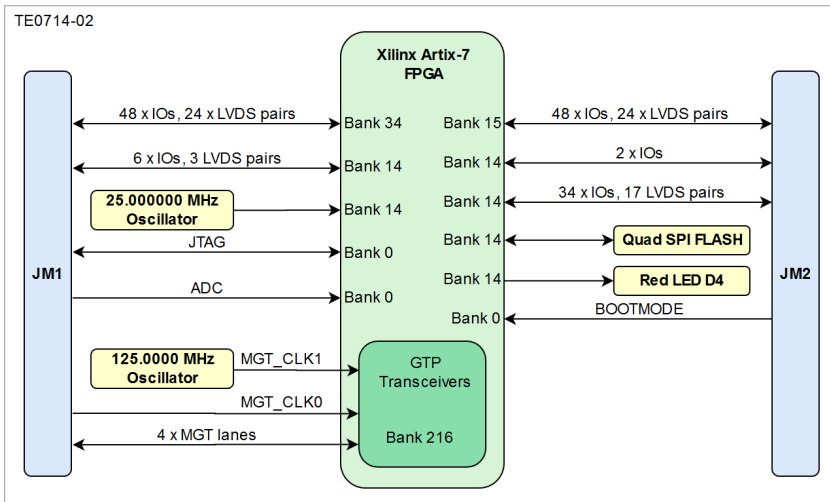 TE0714-02
Xilinx Artix-7
FPGA
JM1
48 x IOs, 24 x LVDS pairs
Bank 34
Bank 15
48 x IOs, 24 x LVDS pairs
6 x IOs, 3 LVDS pairs
Bank 14
Bank 14
2 x IOs
25.000000 MHz
Oscillator
Bank 14
Bank 14
34 x IOs, 17 LVDS pairs
JTAG
Bank 0
Bank 14
Quad SPI FLASH
ADC
Bank 0
Bank 14
Red LED D4
JM2
Bank 0
BOOTMODE
125.0000 MHz
Oscillator
MGT_CLK1
GTP
Transceivers
MGT_CLK0
4 x MGT lanes
Bank 216